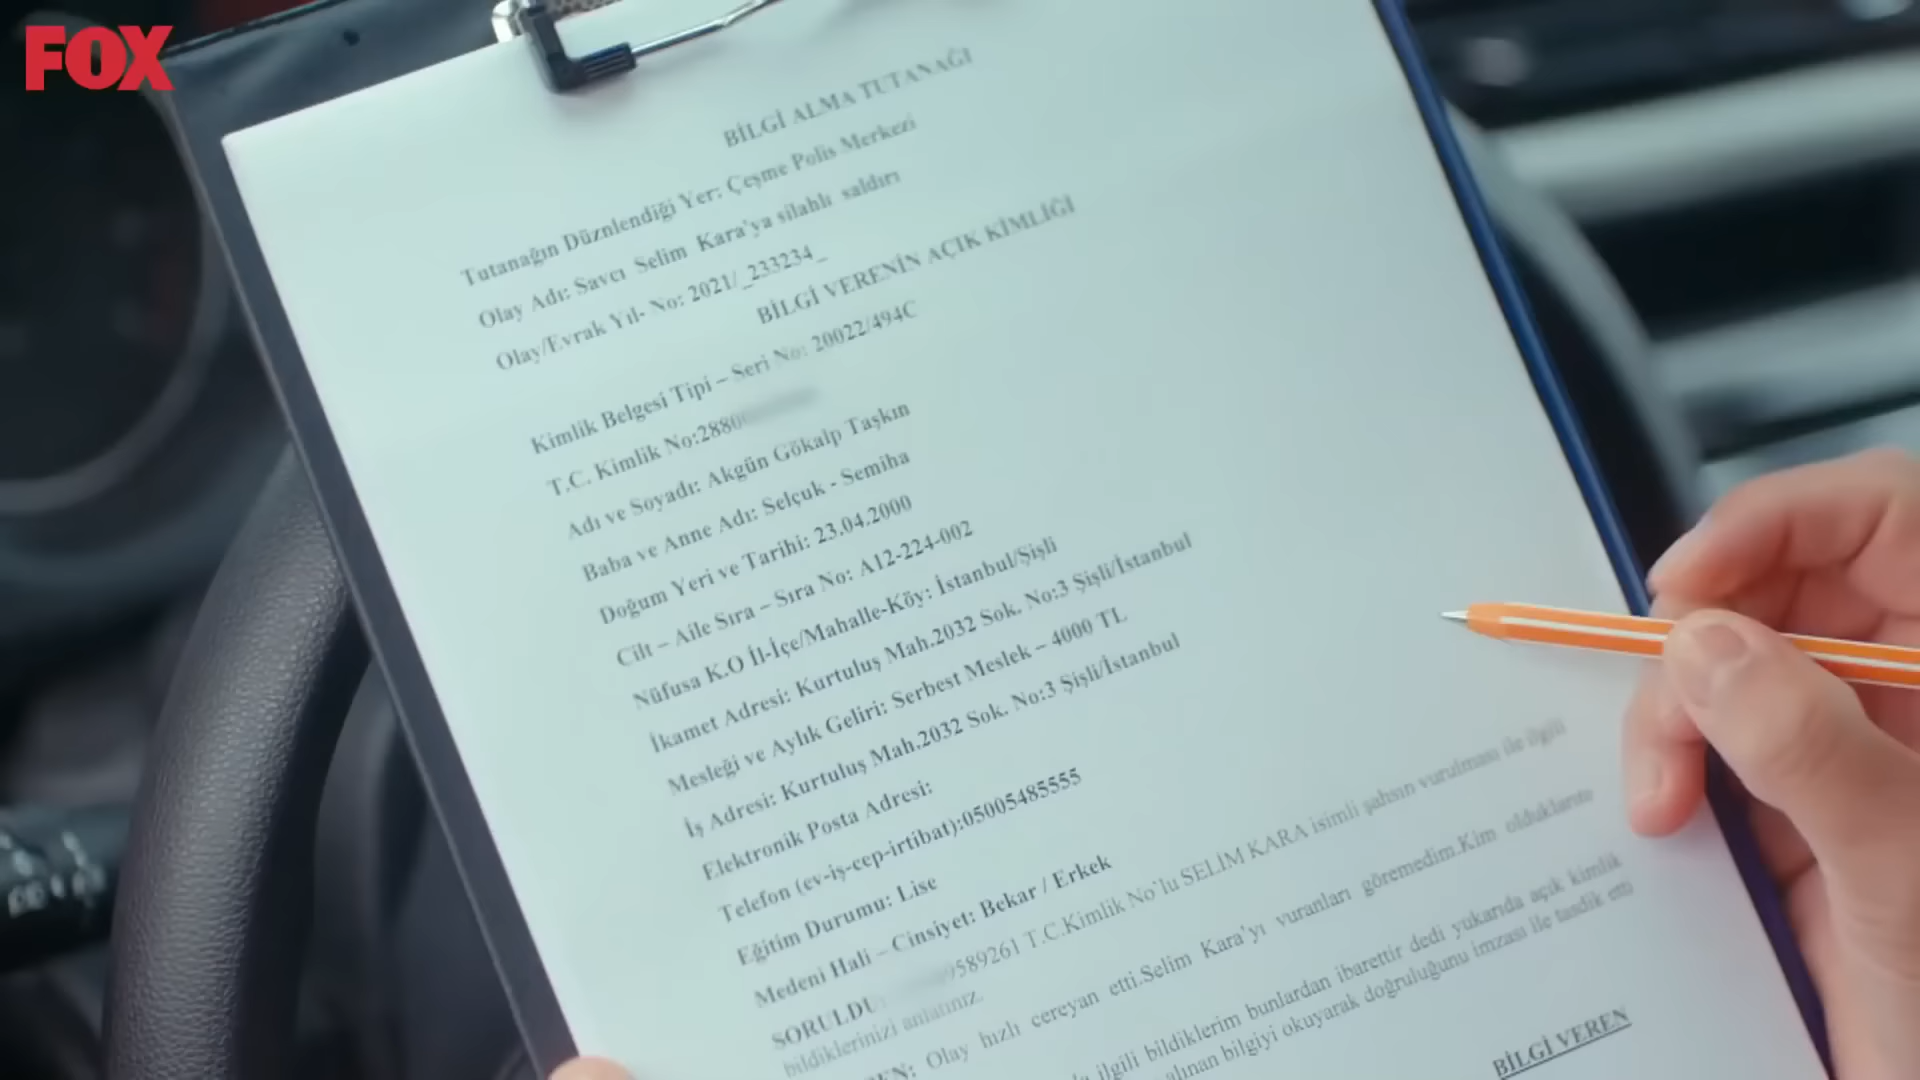 FOX
BİLGİ ALMA TUTANAĞI
Tutanağın Düznlendiği Yer: Çeşme Polis Merkezi
Olay Adı: Savcı Selim Kara'ya silahlı saldırı
Olay/Evrak Yıl- No: 2021/_233234_
BİLGİ VERENİN AÇIK KİMLİĞİ
Kimlik Belgesi Tipi – Seri No: 20022/494C
T.C. Kimlik No:2880
Adı ve Soyadı: Akgün Gökalp Taşkın
Baba ve Anne Adı: Selçuk - Semiha
Doğum Yeri ve Tarihi: 23.04.2000
Cilt – Aile Sıra – Sıra No: A12-224-002
Nüfusa K.O İl-İçe/Mahalle-Köy: İstanbul/Şişli
İkamet Adresi: Kurtuluş Mah.2032 Sok. No:3 Şişli/İstanbul
Mesleği ve Aylık Geliri: Serbest Meslek – 4000 TL
İş Adresi: Kurtuluş Mah.2032 Sok. No:3 Şişli/İstanbul
Elektronik Posta Adresi:
Telefon (ev-iş-cep-irtibat):05005485555
Eğitim Durumu: Lise
Medeni Hali – Cinsiyet: Bekar / Erkek
SORULDU: 9589261 T.C.Kimlik No'lu SELİM KARA isimli şahsın vurulması ile ilgili
bildiklerinizi anlatınız.
EN: Olay hızlı cereyan etti.Selim Kara'yı vuranları göremedim.Kim olduklarını
ilgili bildiklerim bunlardan ibarettir dedi yukarıda açık kimlik
alınan bilgiyi okuyarak doğruluğunu imzası ile tasdik etti
BİLGİ VEREN